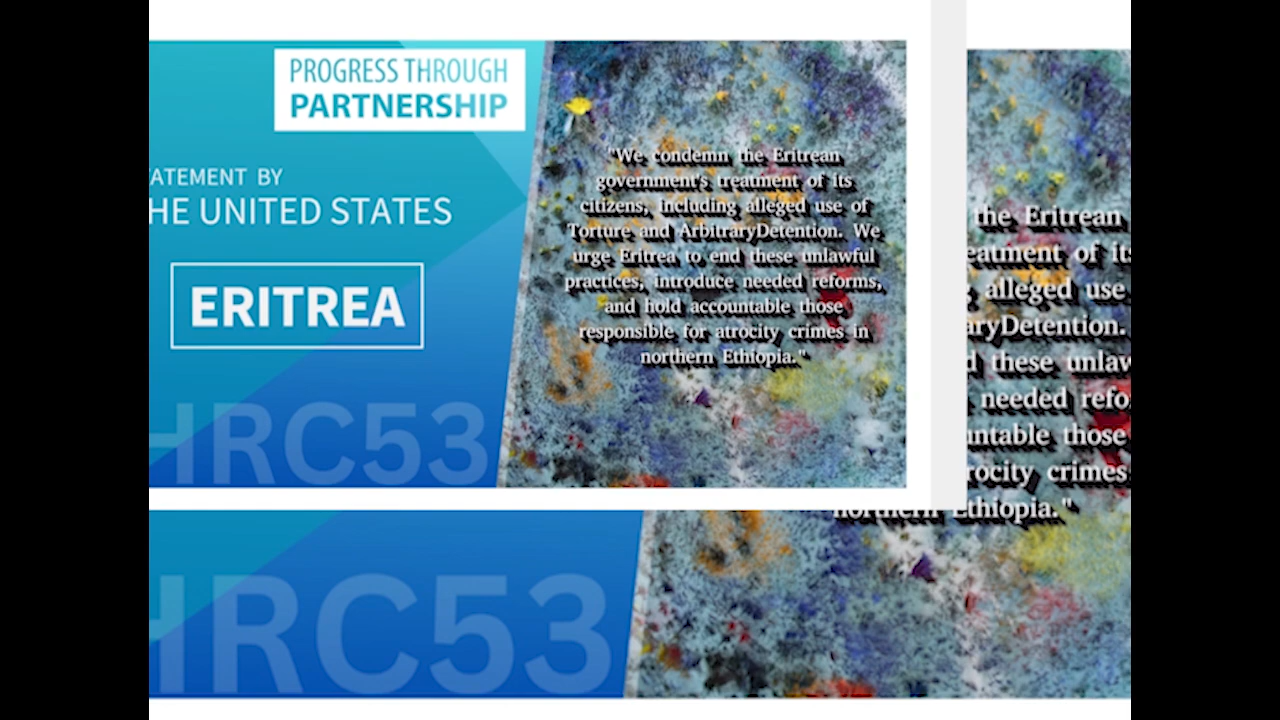 PROGRESS THROUGH
PARTNERSHIP
ATEMENT BY
HE UNITED STATES
ERITREA
HRC53
"We condemn the Eritrean
government's treatment of its
citizens, including alleged use of
Torture and ArbitraryDetention. We
urge Eritrea to end these unlawful
practices, introduce needed reforms,
and hold accountable those
responsible for atrocity crimes in
northern Ethiopia."
the Eritrean
eatment of its
alleged use
aryDetention.
d these unlaw
needed refo
untable those
rocity crimes
northern Ethiopia."
HRC53